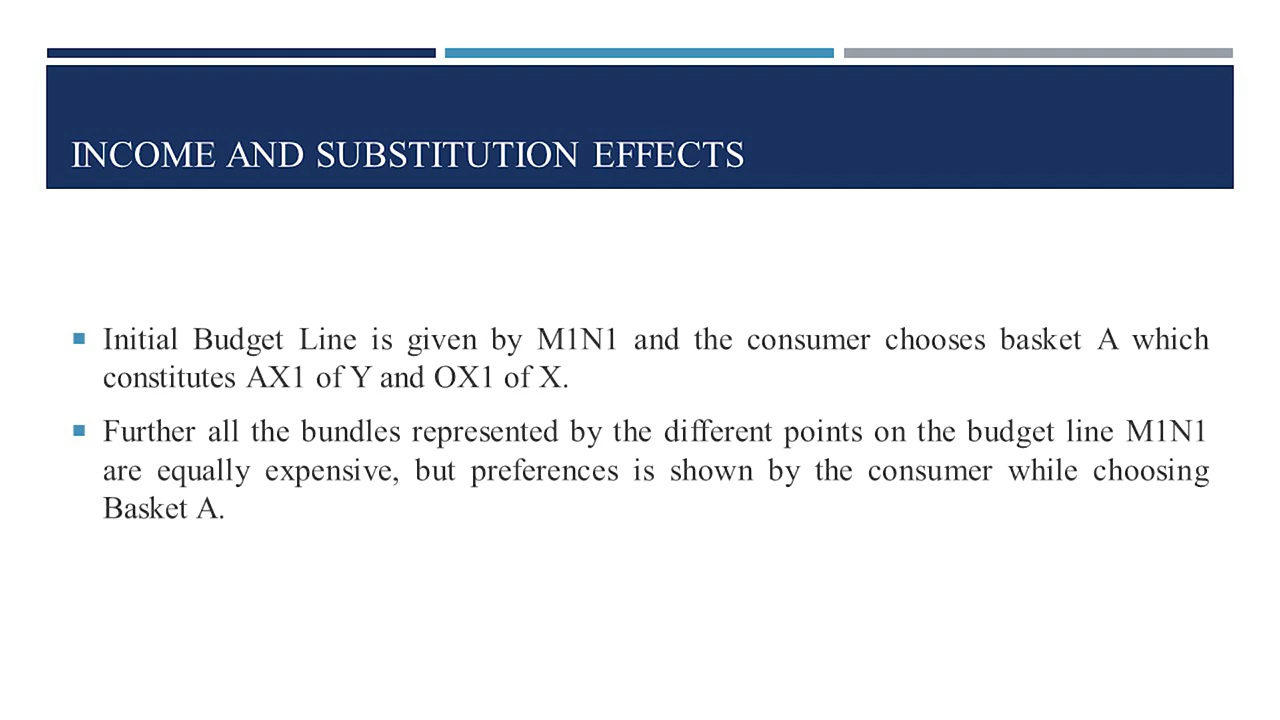 INCOME AND SUBSTITUTION EFFECTS
Initial Budget Line is given by M1N1 and the consumer chooses basket A which
constitutes AX1 of Y and OX1 of X.
Further all the bundles represented by the different points on the budget line M1N1
are equally expensive, but preferences is shown by the consumer while choosing
Basket A.